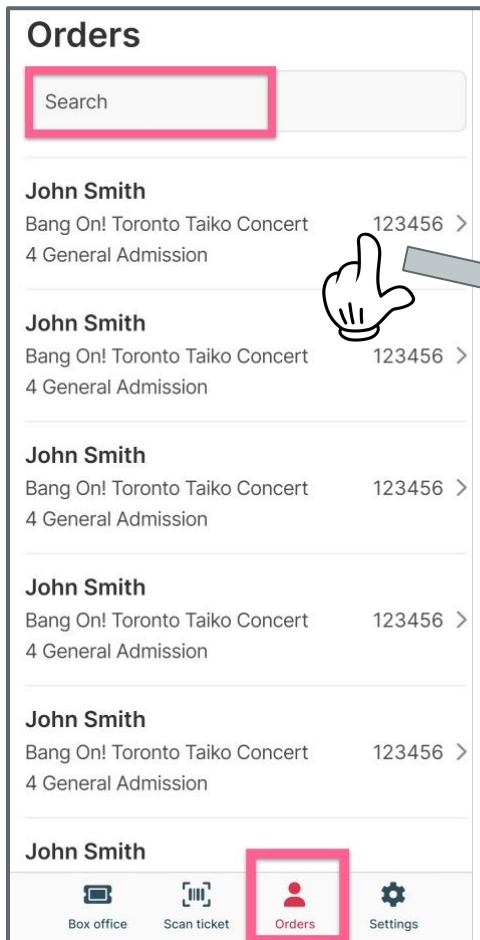 Orders
Search
John Smith
Bang On! Toronto Taiko Concert 123456
4 General Admission
John Smith
Bang On! Toronto Taiko Concert 123456
4 General Admission
John Smith
Bang On! Toronto Taiko Concert 123456
4 General Admission
John Smith
Bang On! Toronto Taiko Concert 123456
4 General Admission
John Smith
Bang On! Toronto Taiko Concert 123456
4 General Admission
John Smith
Box office Scan ticket Orders Settings